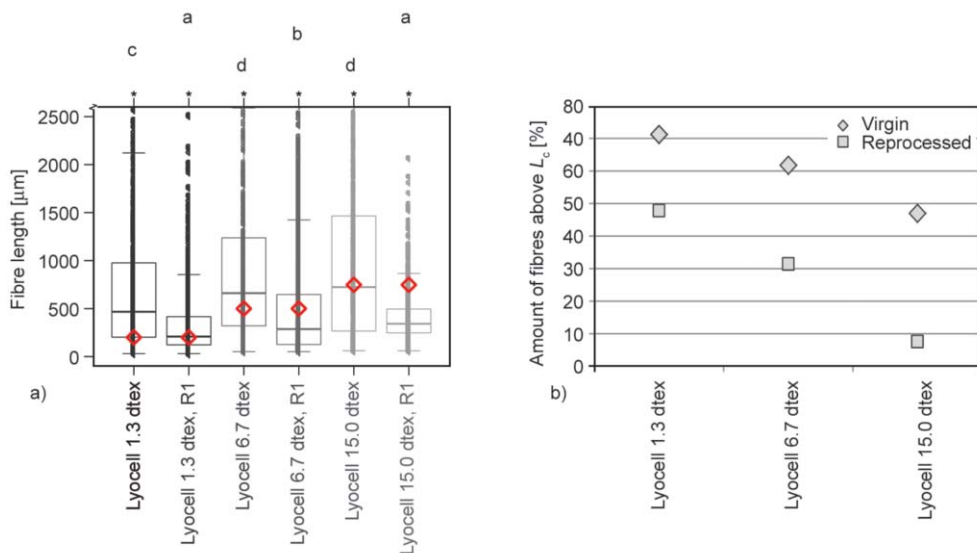 a
a
c
b
d
d
* * * * * *
2500
2000
1500
1000
500
0
Fibre length [µm]
Lyocell 1.3 dtex
Lyocell 1.3 dtex, R1
Lyocell 6.7 dtex
Lyocell 6.7 dtex, R1
Lyocell 15.0 dtex
Lyocell 15.0 dtex, R1
a)
80
40
60
50
40
30
20
10
0
Amount of fibres above Lc [%]
Virgin
Reprocessed
Lyocell 1.3 dtex
Lyocell 6.7 dtex
Lyocell 15.0 dtex
b)